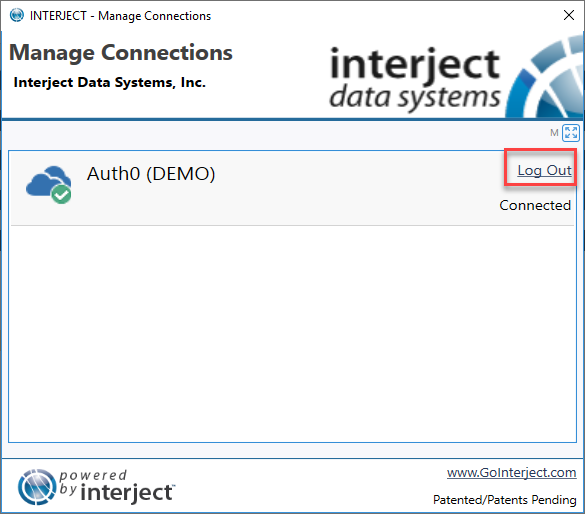 INTERJECT - Manage Connections
Manage Connections
Interject Data Systems, Inc.
interject
data systems
M
Auth0 (DEMO)
Log Out
Connected
powered
by interject™
www.GoInterject.com
Patented/Patents Pending